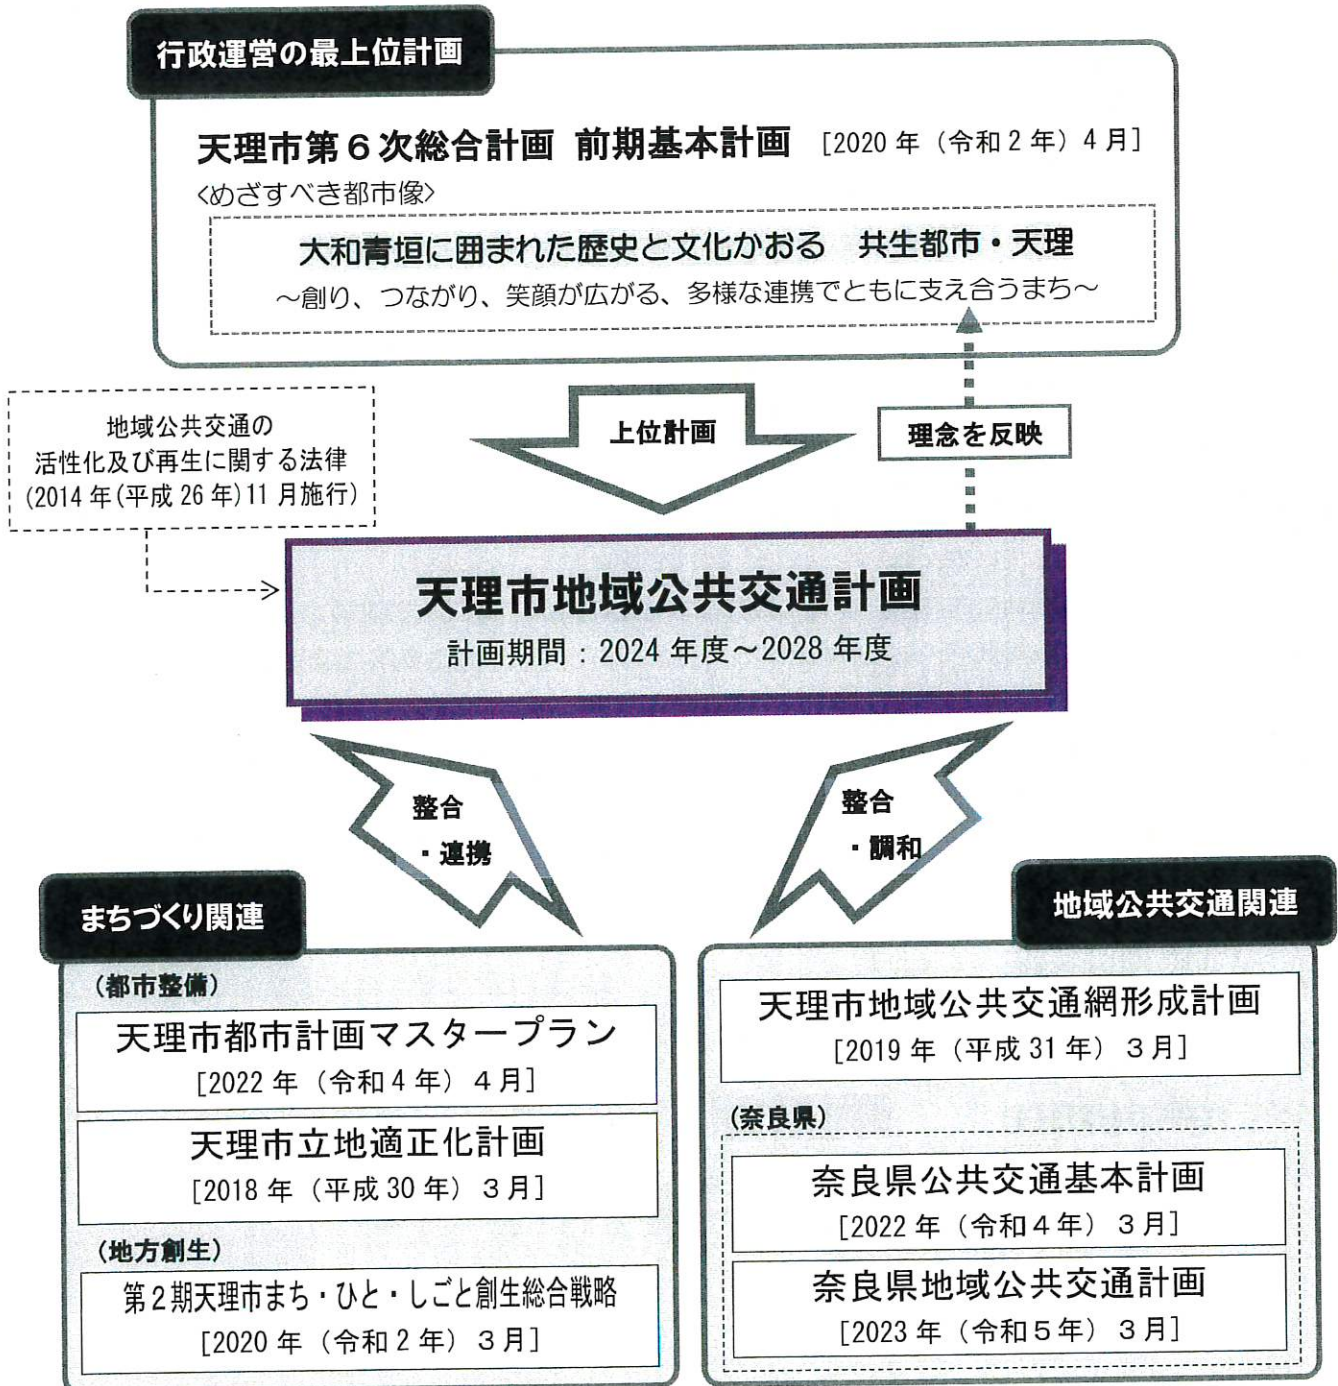 行政運営の最上位計画
天理市第6次総合計画 前期基本計画 [2020年(令和2年)4月]
<めざすべき都市像>
大和青垣に囲まれた歴史と文化かおる 共生都市・天理
～創り、つながり、笑顔が広がる、多様な連携でともに支え合うまち～
地域公共交通の
活性化及び再生に関する法律
(2014年(平成26年)11月施行)
上位計画
理念を反映
天理市地域公共交通計画
計画期間：2024年度～2028年度
整合
・連携
整合
・調和
まちづくり関連
(都市整備)
天理市都市計画マスタープラン
[2022年(令和4年)4月]
天理市立地適正化計画
[2018年(平成30年)3月]
(地方創生)
第2期天理市まち・ひと・しごと創生総合戦略
[2020年(令和2年)3月]
地域公共交通関連
天理市地域公共交通網形成計画
[2019年(平成31年)3月]
(奈良県)
奈良県公共交通基本計画
[2022年(令和4年)3月]
奈良県地域公共交通計画
[2023年(令和5年)3月]